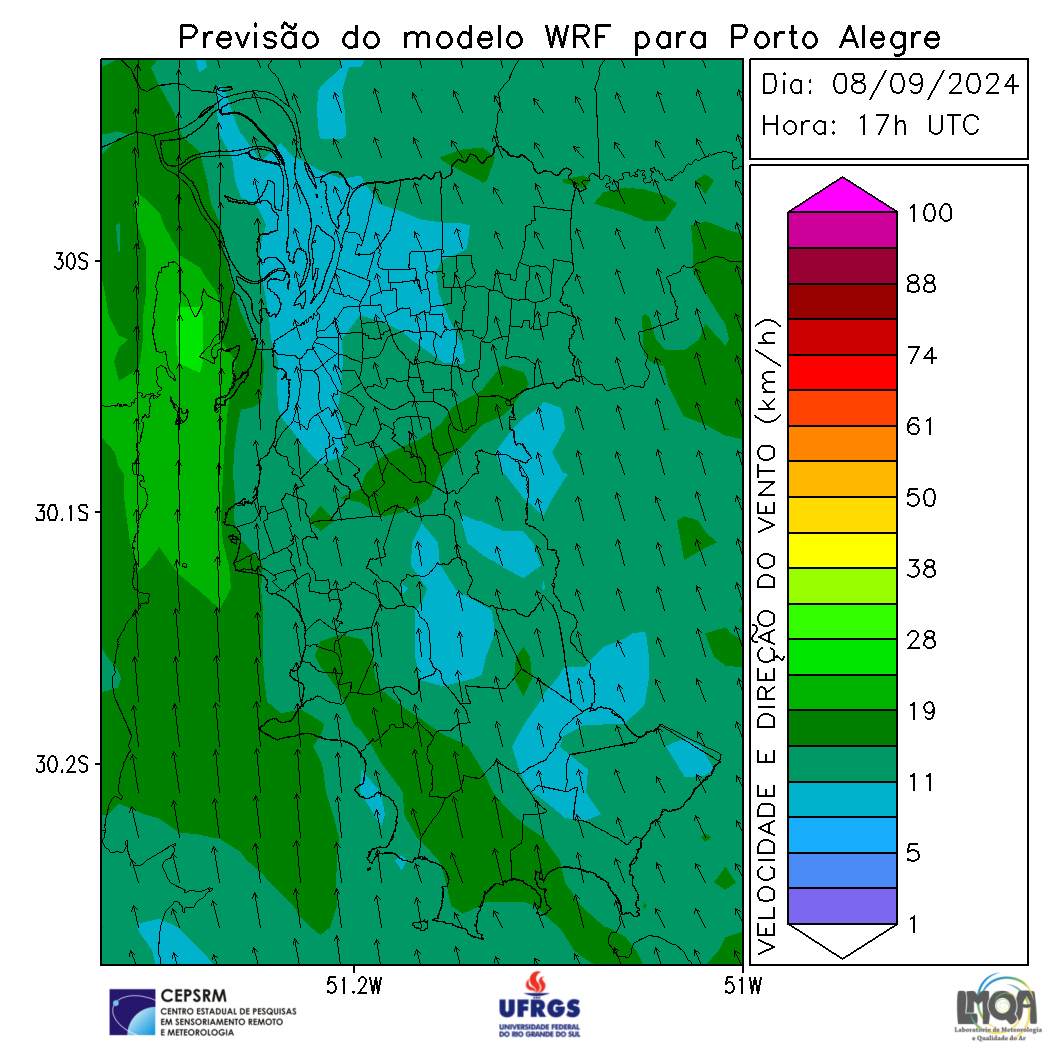 Previsão do modelo WRF para Porto Alegre
Dia: 08/09/2024
Hora: 17h UTC
30S
30.1S
30.2S
51.2W
51W
VELOCIDADE E DIREÇÃO DO VENTO (km/h)
100
88
74
61
50
38
28
19
11
5
1
CEPSRM
CENTRO ESTADUAL DE PESQUISAS
EM SENSORIAMENTO REMOTO
E METEOROLOGIA
UFRGS
UNIVERSIDADE FEDERAL
DO RIO GRANDE DO SUL
LMQA
Laboratório de Meteorologia
e Qualidade do Ar